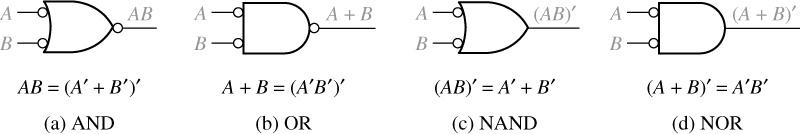 A
B
AB
AB = (A′ + B′)′
(a) AND
A
B
A + B
A + B = (A′B′)′
(b) OR
A
B
(AB)′
(AB)′ = A′ + B′
(c) NAND
A
B
(A + B)′
(A + B)′ = A′B′
(d) NOR